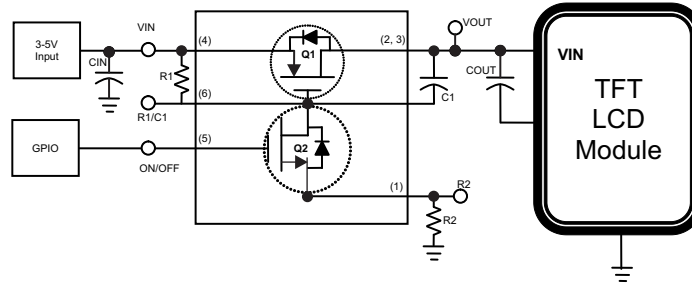 3-5V
Input
VIN
CIN
R1
R1/C1
(4)
(6)
(5)
Q1
(2, 3)
VOUT
C1
COUT
VIN
TFT
LCD
Module
GPIO
ON/OFF
Q2
(1)
R2
R2